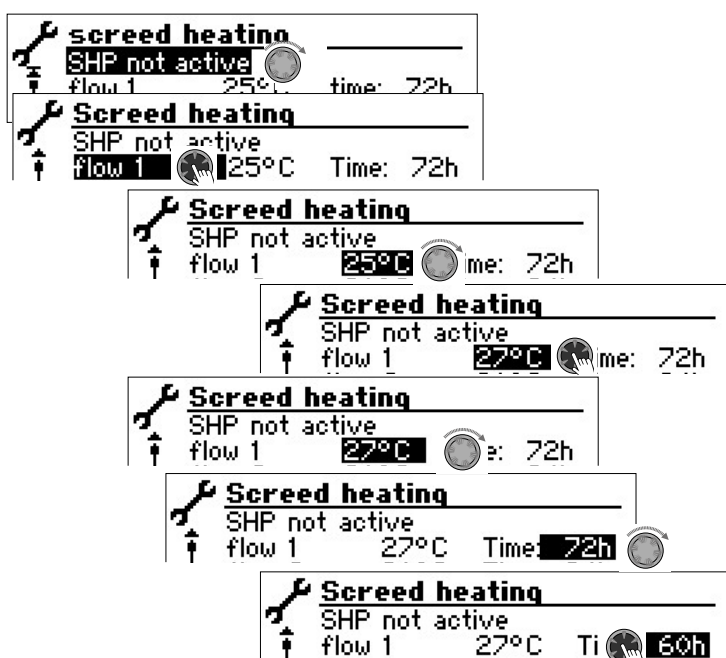 screed heating
SHP not active
flow 1 25°C time: 72h
Screed heating
SHP not active
flow 1 25°C Time: 72h
Screed heating
SHP not active
flow 1 25°C me: 72h
Screed heating
SHP not active
flow 1 27°C me: 72h
Screed heating
SHP not active
flow 1 27°C e: 72h
Screed heating
SHP not active
flow 1 27°C Time: 72h
Screed heating
SHP not active
flow 1 27°C Ti 60h